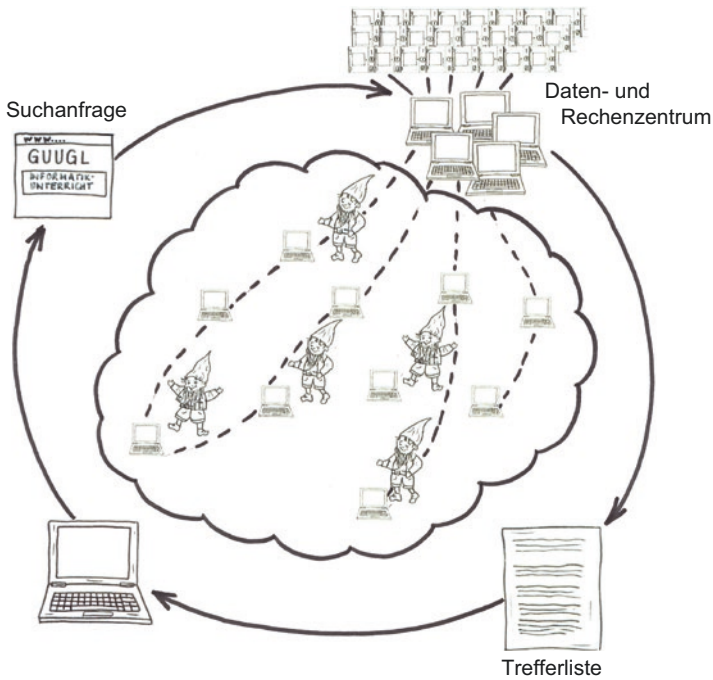 Daten- und
Rechenzentrum
Suchanfrage
www....
GUUGL
INFORMATIK-
UNTERRICHT
Trefferliste